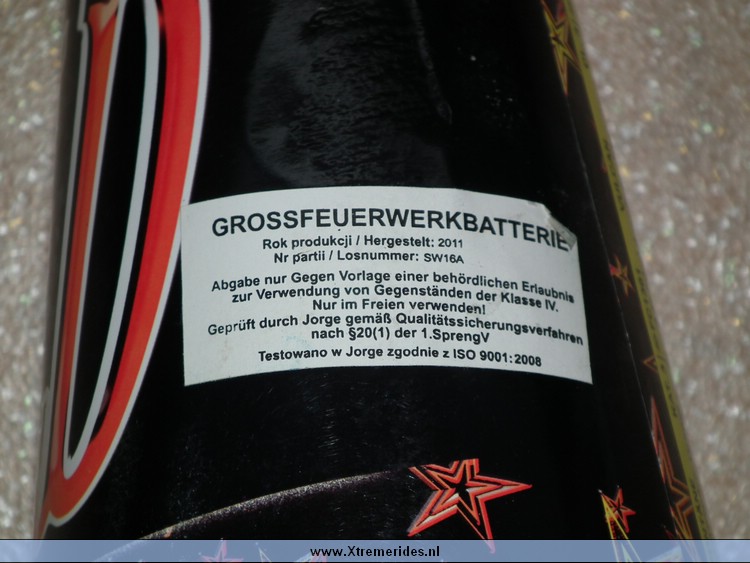 GROSSFEUERWERKBATTERIE
Rok produkcji / Hergestelt: 2011
Nr partii / Losnummer: SW16A
Abgabe nur Gegen Vorlage einer behördlichen Erlaubnis
zur Verwendung von Gegenständen der Klasse IV.
Nur im Freien verwenden!
Geprüft durch Jorge gemäß Qualitätssicherungsverfahren
nach §20(1) der 1.SprengV
Testowano w Jorge zgodnie z ISO 9001:2008
www.Xtremerides.nl